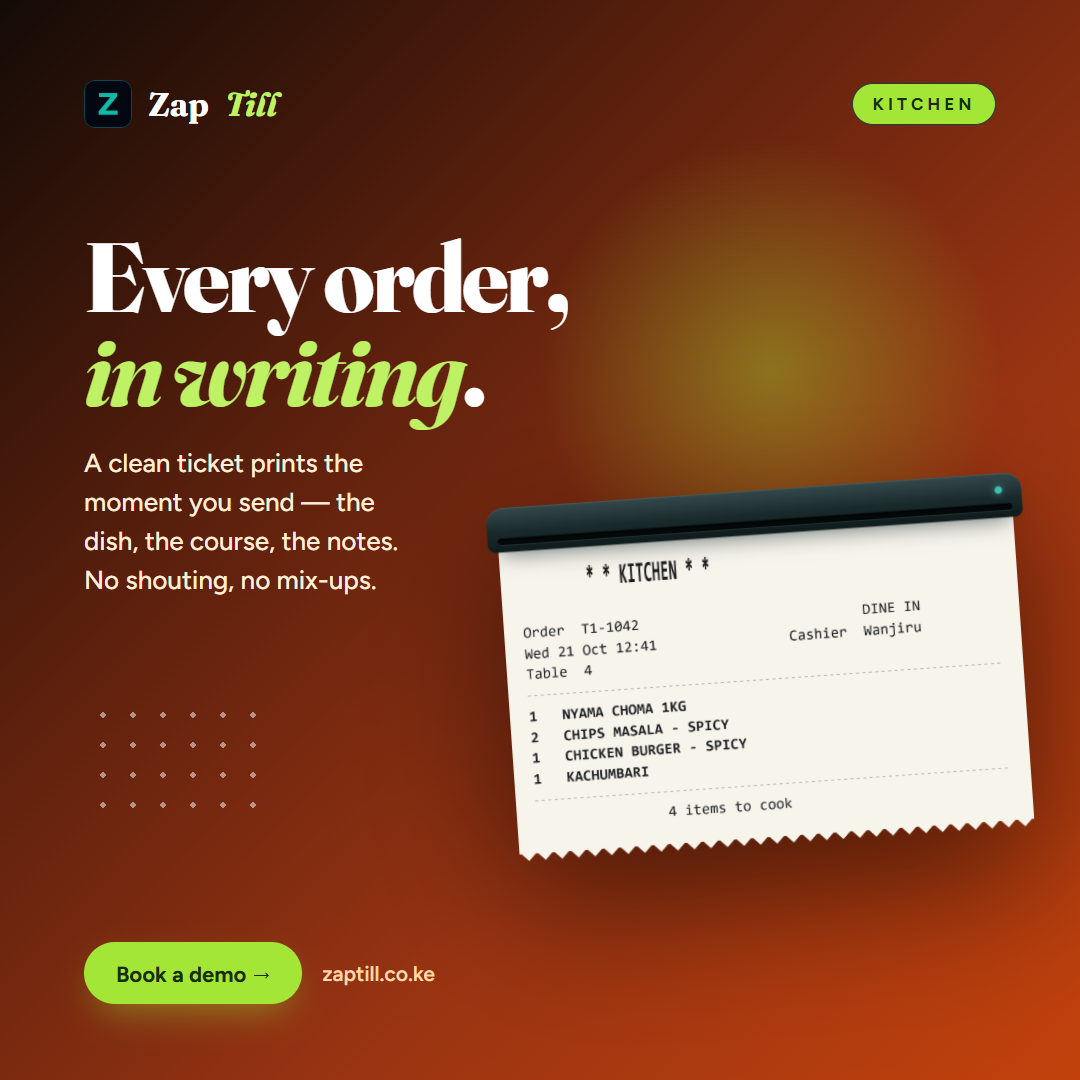 Z Zap Till
KITCHEN
Every order,
in writing.
A clean ticket prints the
moment you send — the
dish, the course, the notes.
No shouting, no mix-ups.
* * KITCHEN * *
DINE IN
Order T1-1042
Cashier Wanjiru
Wed 21 Oct 12:41
Table 4
1 NYAMA CHOMA 1KG
2 CHIPS MASALA - SPICY
1 CHICKEN BURGER - SPICY
1 KACHUMBARI
4 items to cook
Book a demo →
zaptill.co.ke